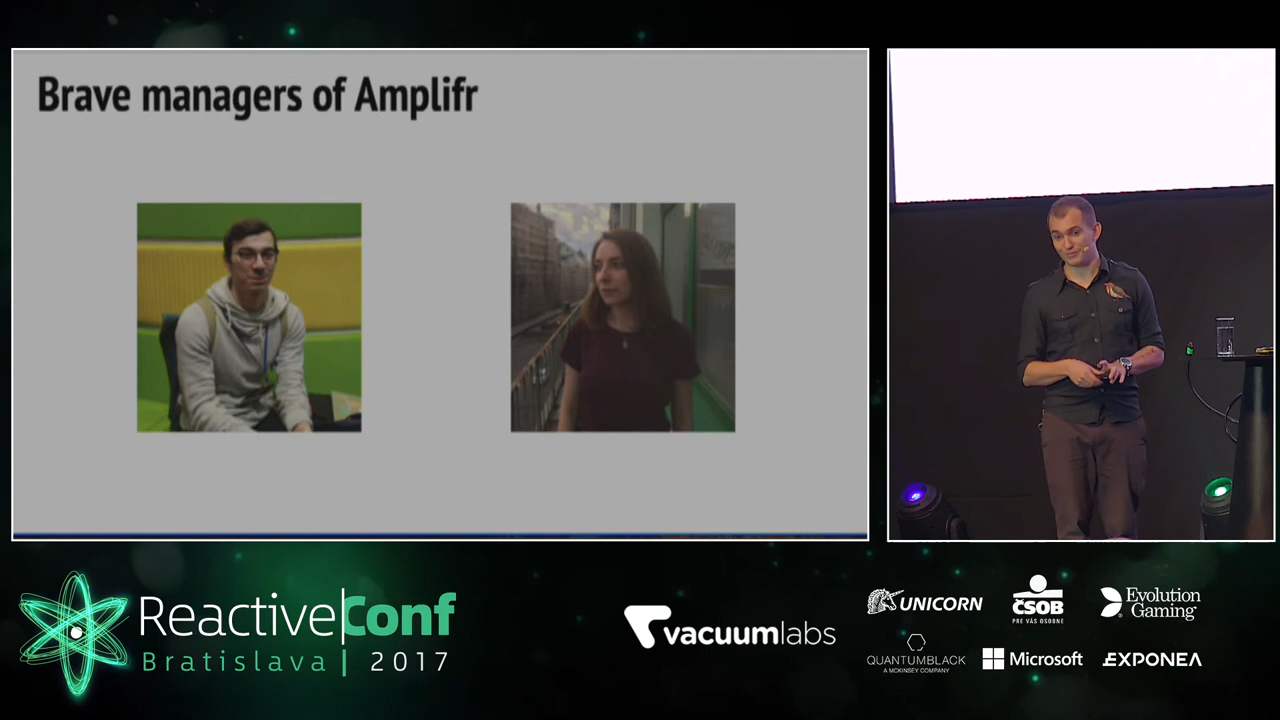 Brave managers of Amplifr
ReactiveConf
Bratislava | 2017
vacuumlabs
UNICORN
ČSOB
PRE VÁS OSOBNE
Evolution Gaming
QUANTUMBLACK
A MCKINSEY COMPANY
Microsoft
EXPONEA